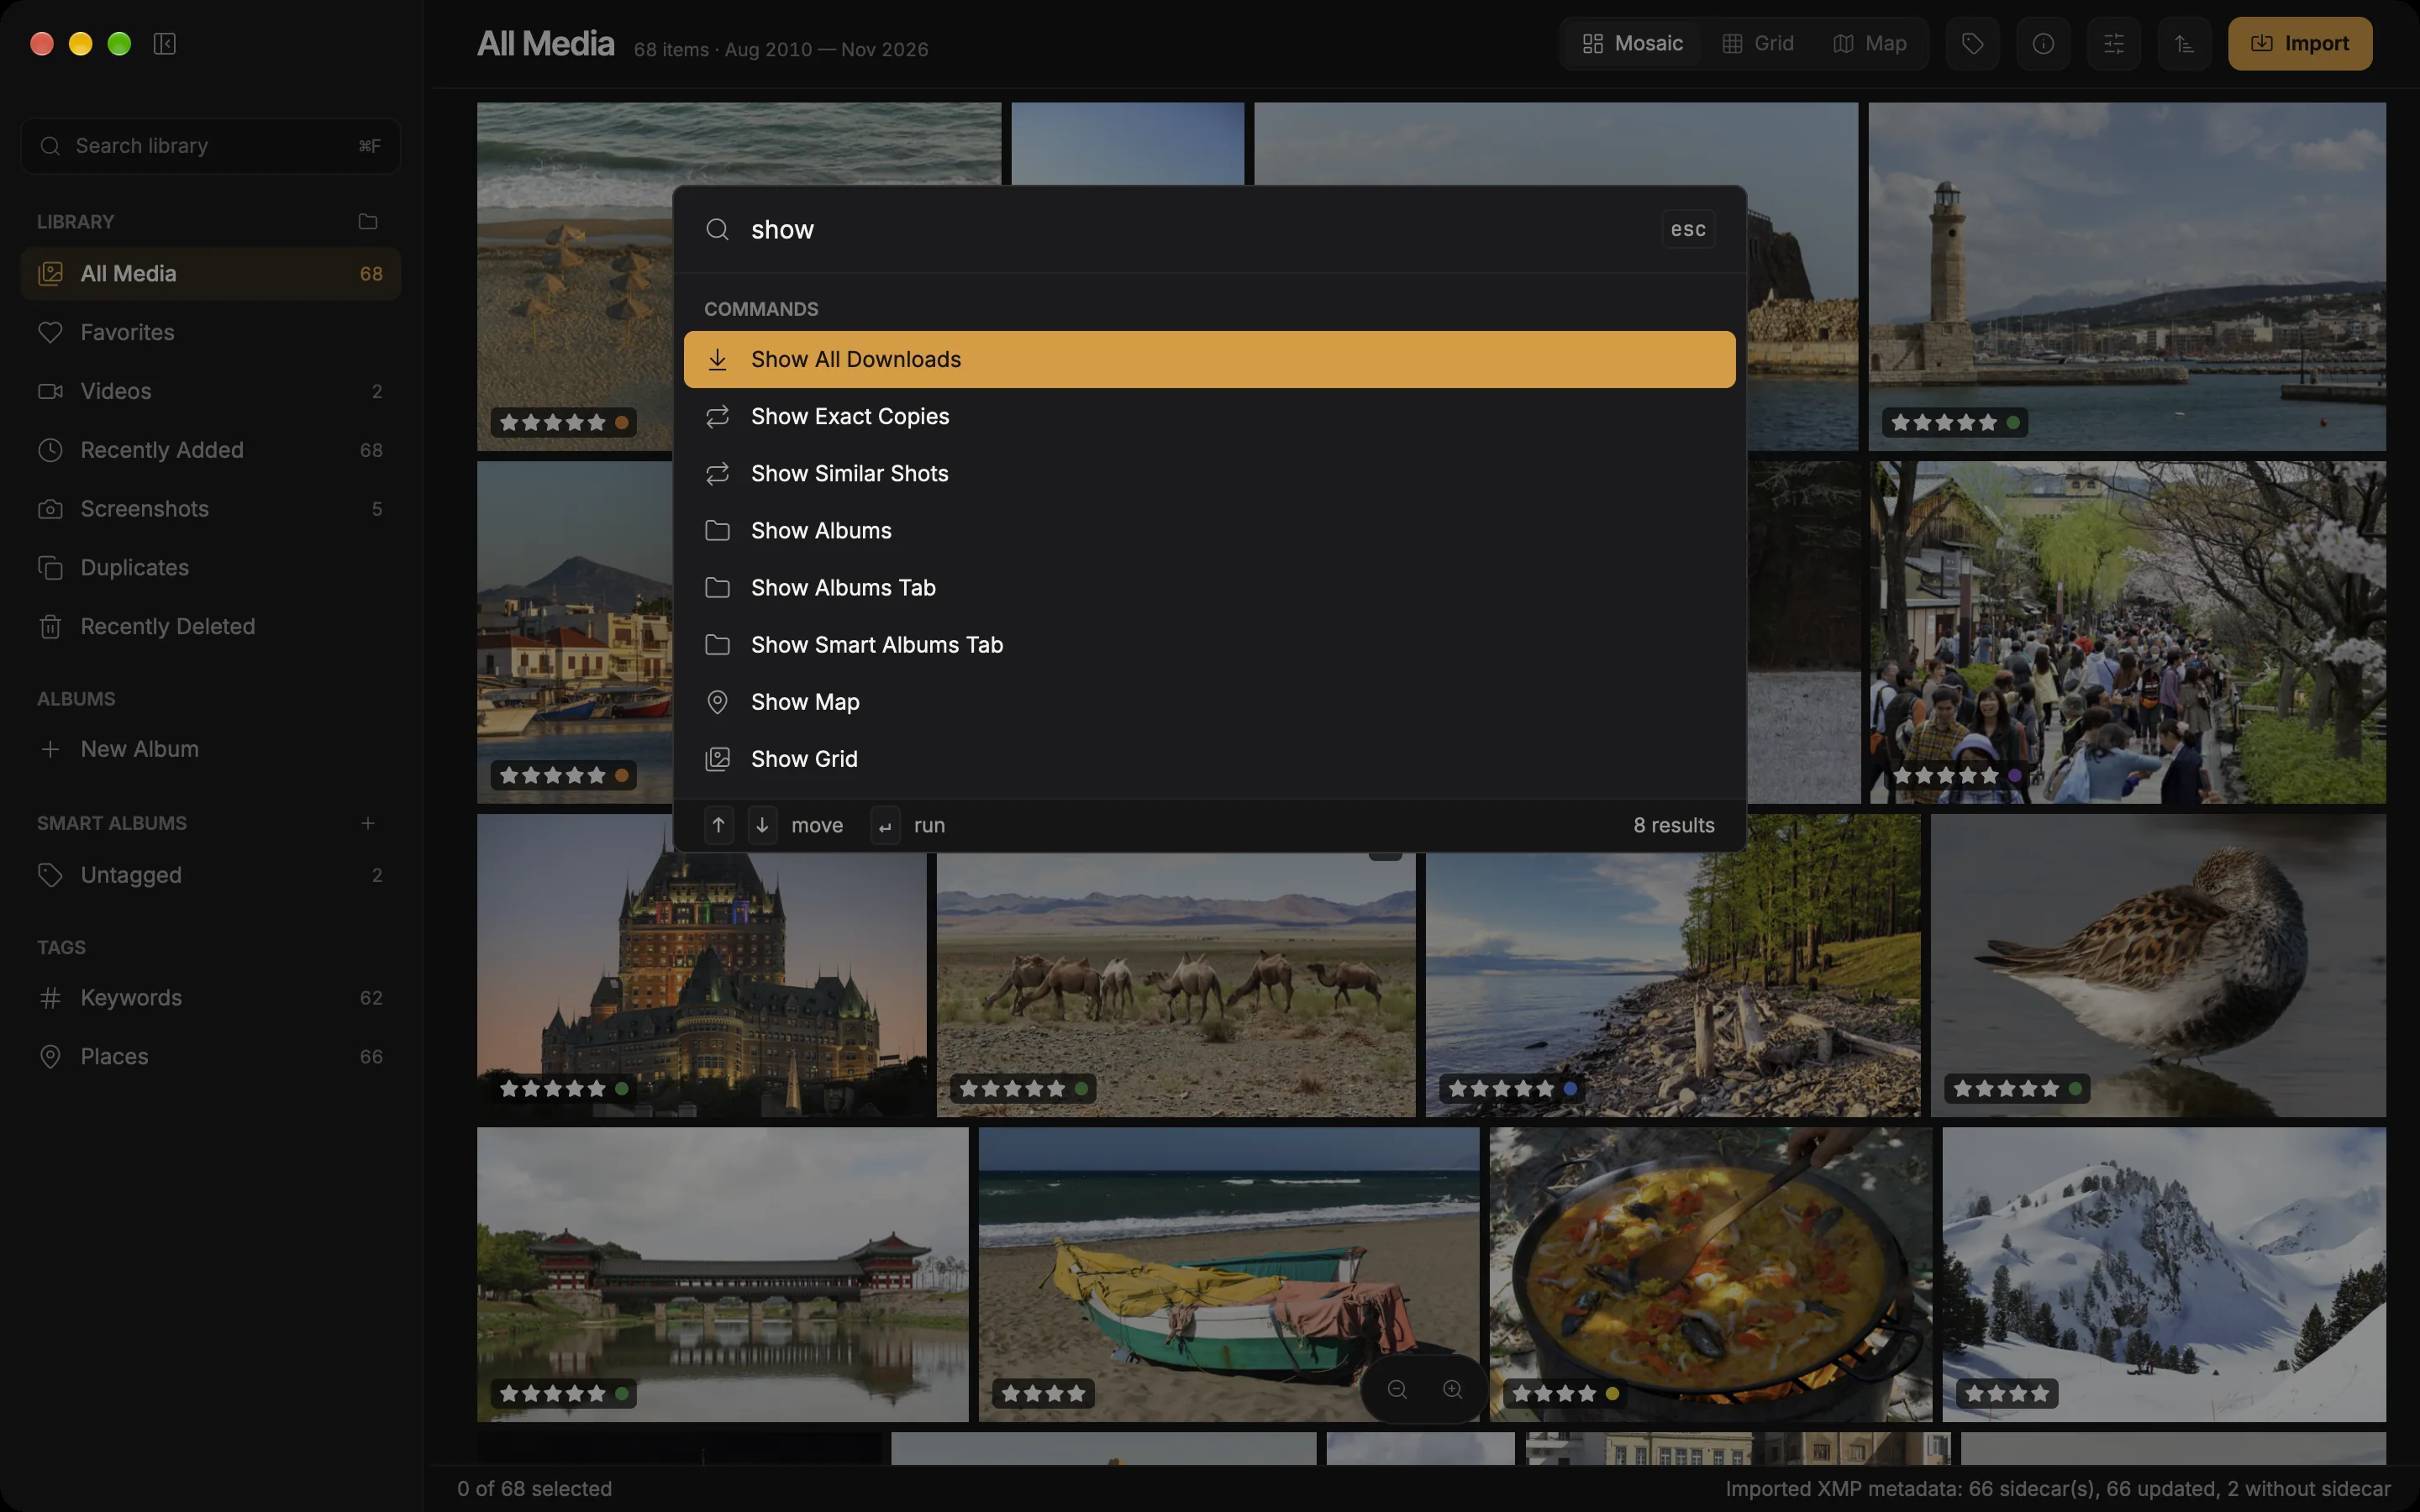 All Media
68 items · Aug 2010 — Nov 2026
Mosaic
Grid
Map
Import
Search library
⌘F
LIBRARY
All Media
68
Favorites
Videos
2
Recently Added
68
Screenshots
5
Duplicates
Recently Deleted
ALBUMS
New Album
SMART ALBUMS
Untagged
2
TAGS
Keywords
62
Places
66
show
esc
COMMANDS
Show All Downloads
Show Exact Copies
Show Similar Shots
Show Albums
Show Albums Tab
Show Smart Albums Tab
Show Map
Show Grid
↑ ↓ move ↵ run
8 results
0 of 68 selected
Imported XMP metadata: 66 sidecar(s), 66 updated, 2 without sidecar